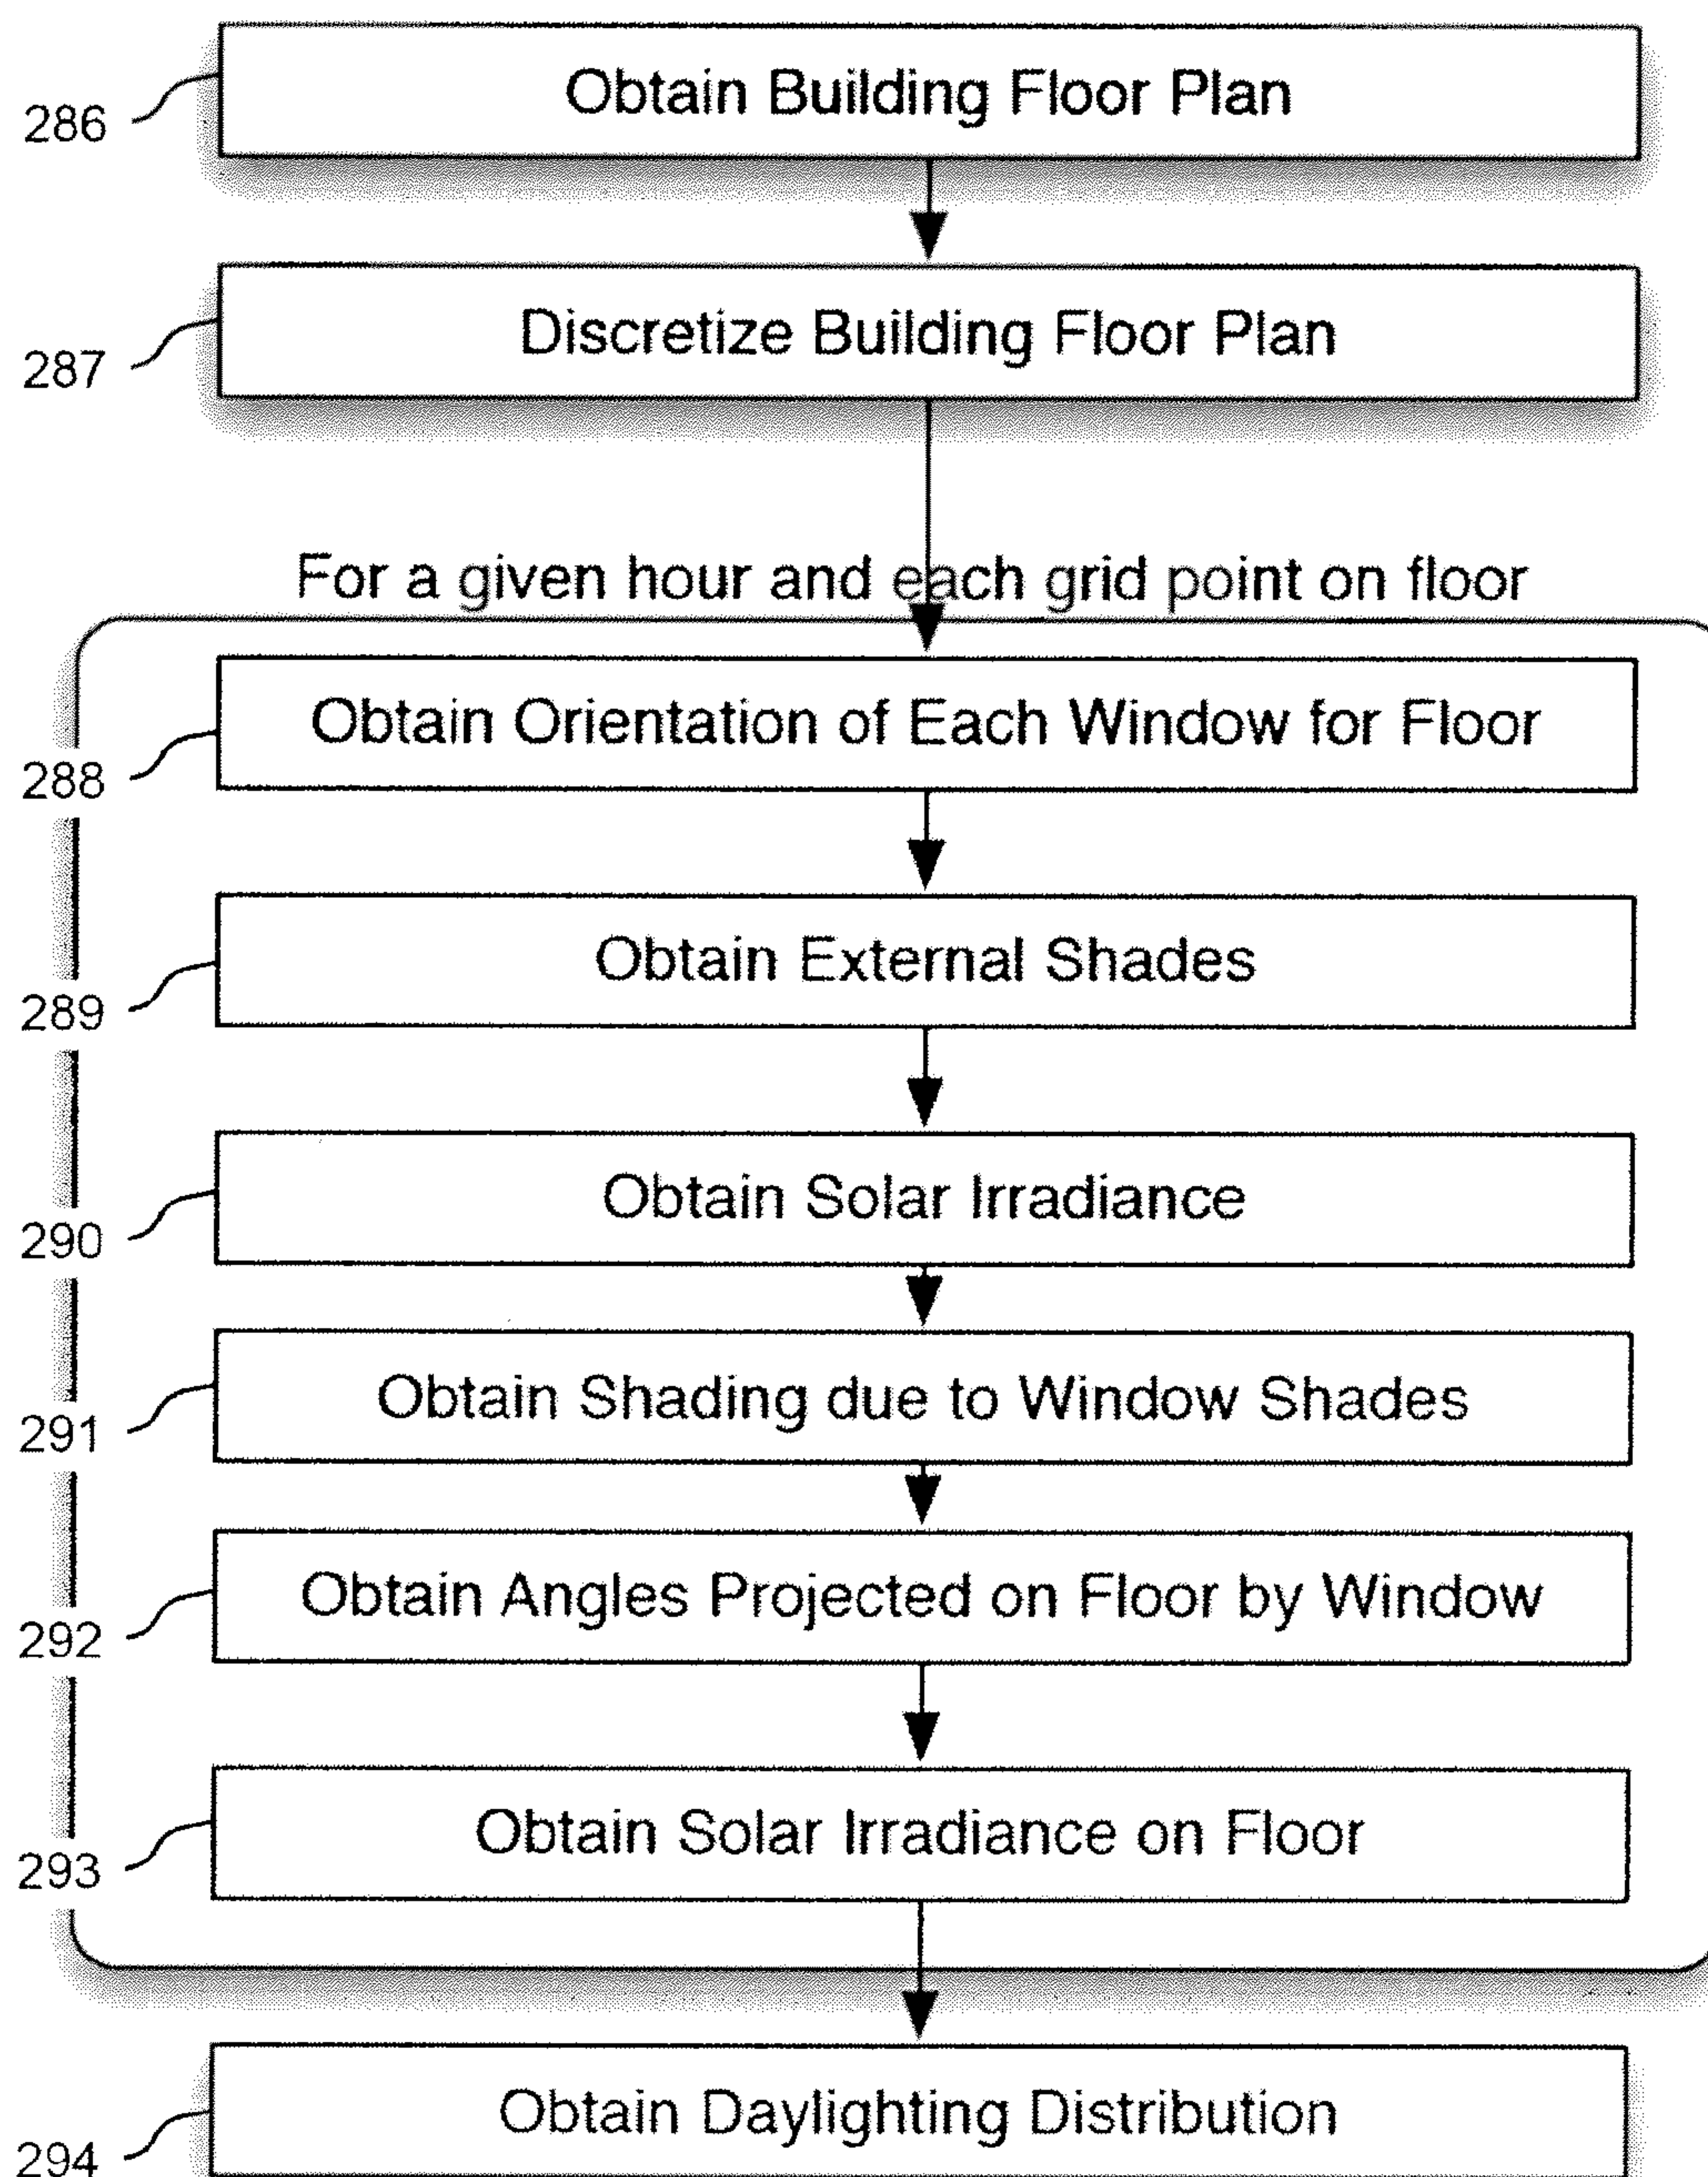 Obtain Building Floor Plan
286
Discretize Building Floor Plan
287
For a given hour and each grid point on floor
Obtain Orientation of Each Window for Floor
288
Obtain External Shades
289
Obtain Solar Irradiance
290
Obtain Shading due to Window Shades
291
Obtain Angles Projected on Floor by Window
292
Obtain Solar Irradiance on Floor
293
Obtain Daylighting Distribution
294